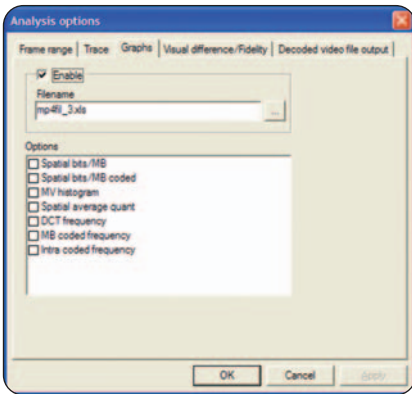 Analysis options
Frame range Trace Graphs Visual difference/Fidelity Decoded video file output
Enable
Filename
mp4fil_3.xls
...
Options
Spatial bits/MB
Spatial bits/MB coded
MV histogram
Spatial average quant
DCT frequency
MB coded frequency
Intra coded frequency
OK Cancel Apply